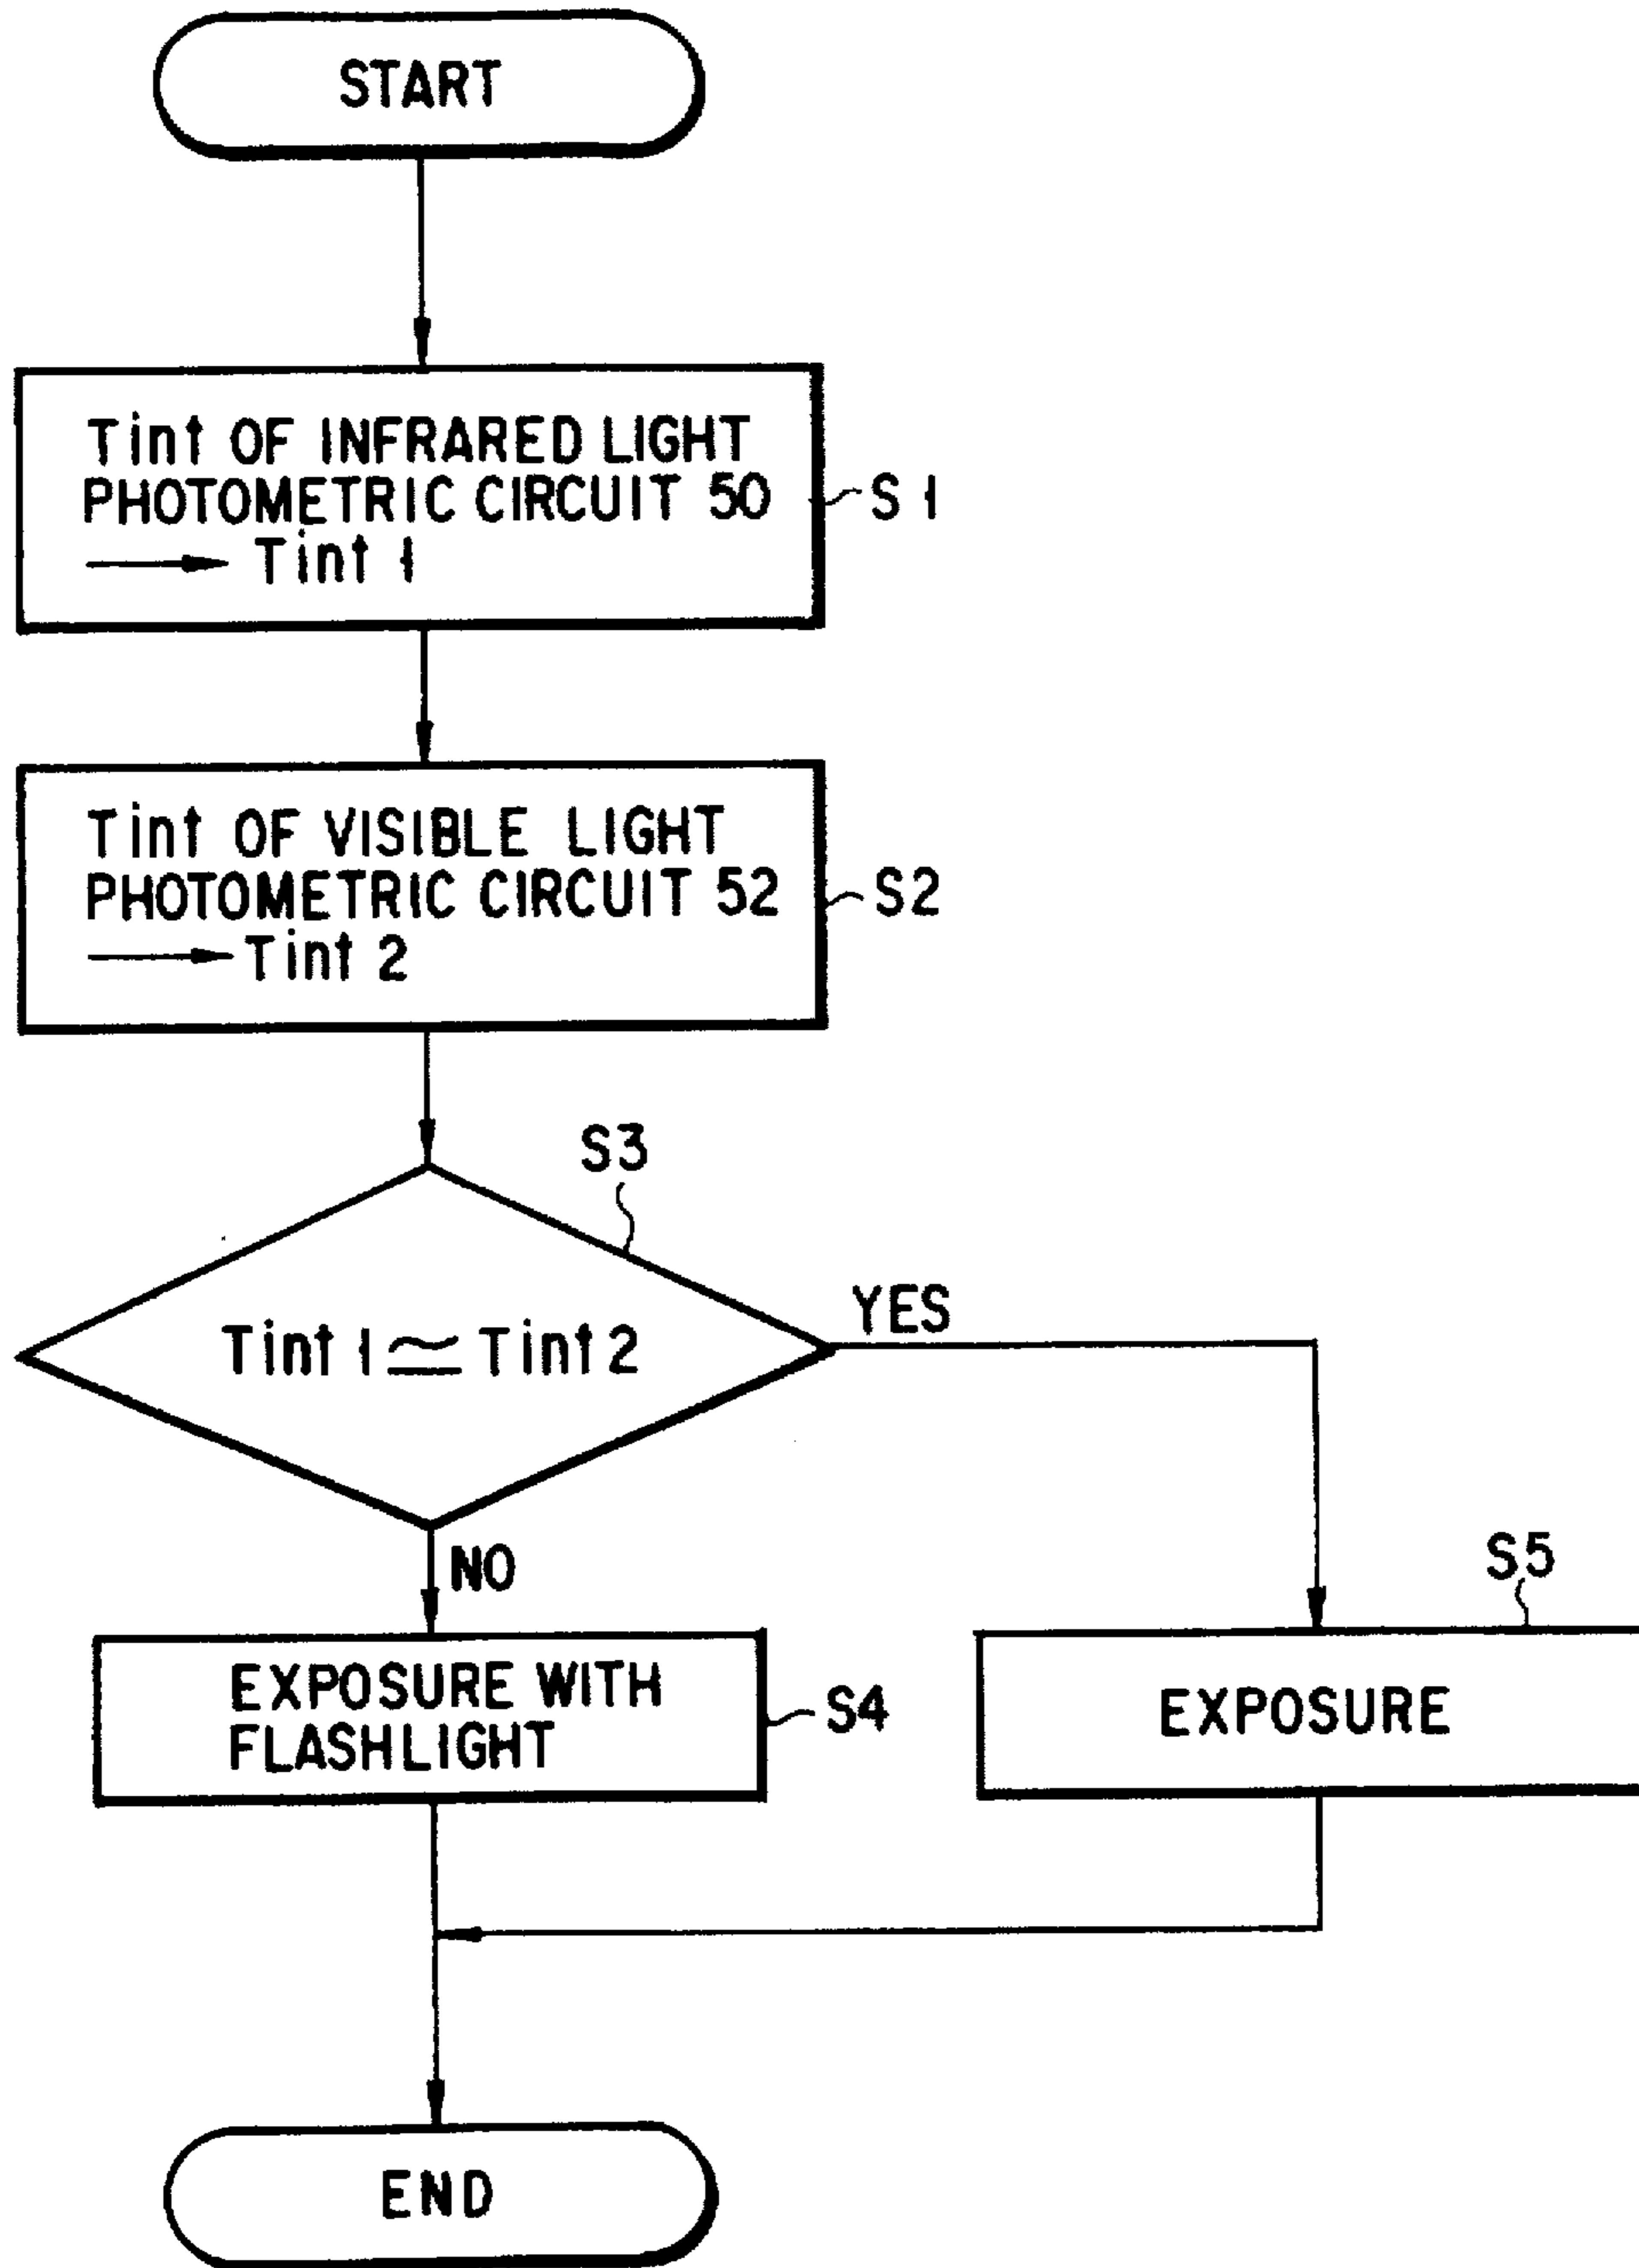 START
Tint OF INFRARED LIGHT
PHOTOMETRIC CIRCUIT 50
→ Tint 1
S1
Tint OF VISIBLE LIGHT
PHOTOMETRIC CIRCUIT 52
→ Tint 2
S2
S3
Tint 1 ≃ Tint 2
YES
NO
EXPOSURE WITH
FLASHLIGHT
S4
S5
EXPOSURE
END